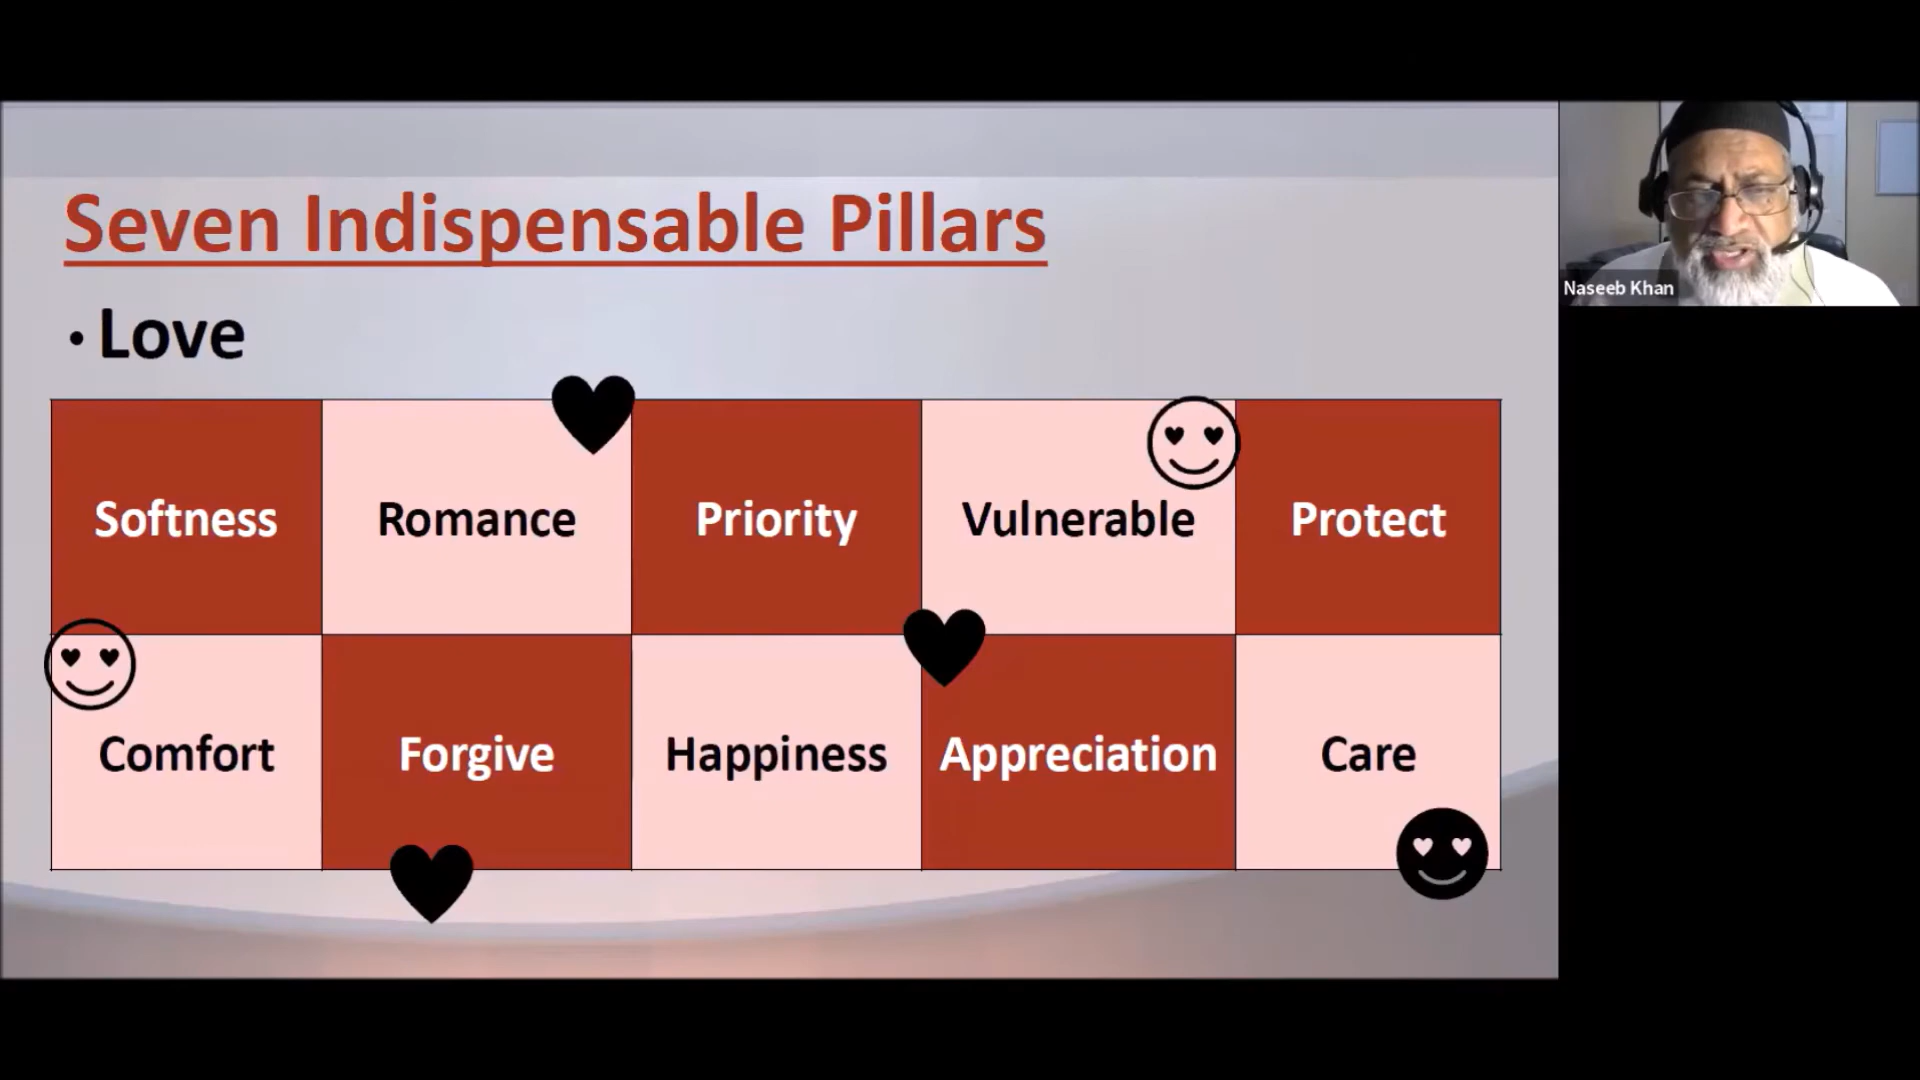 Seven Indispensable Pillars
• Love
Softness Romance Priority Vulnerable Protect
Comfort Forgive Happiness Appreciation Care
Naseeb Khan